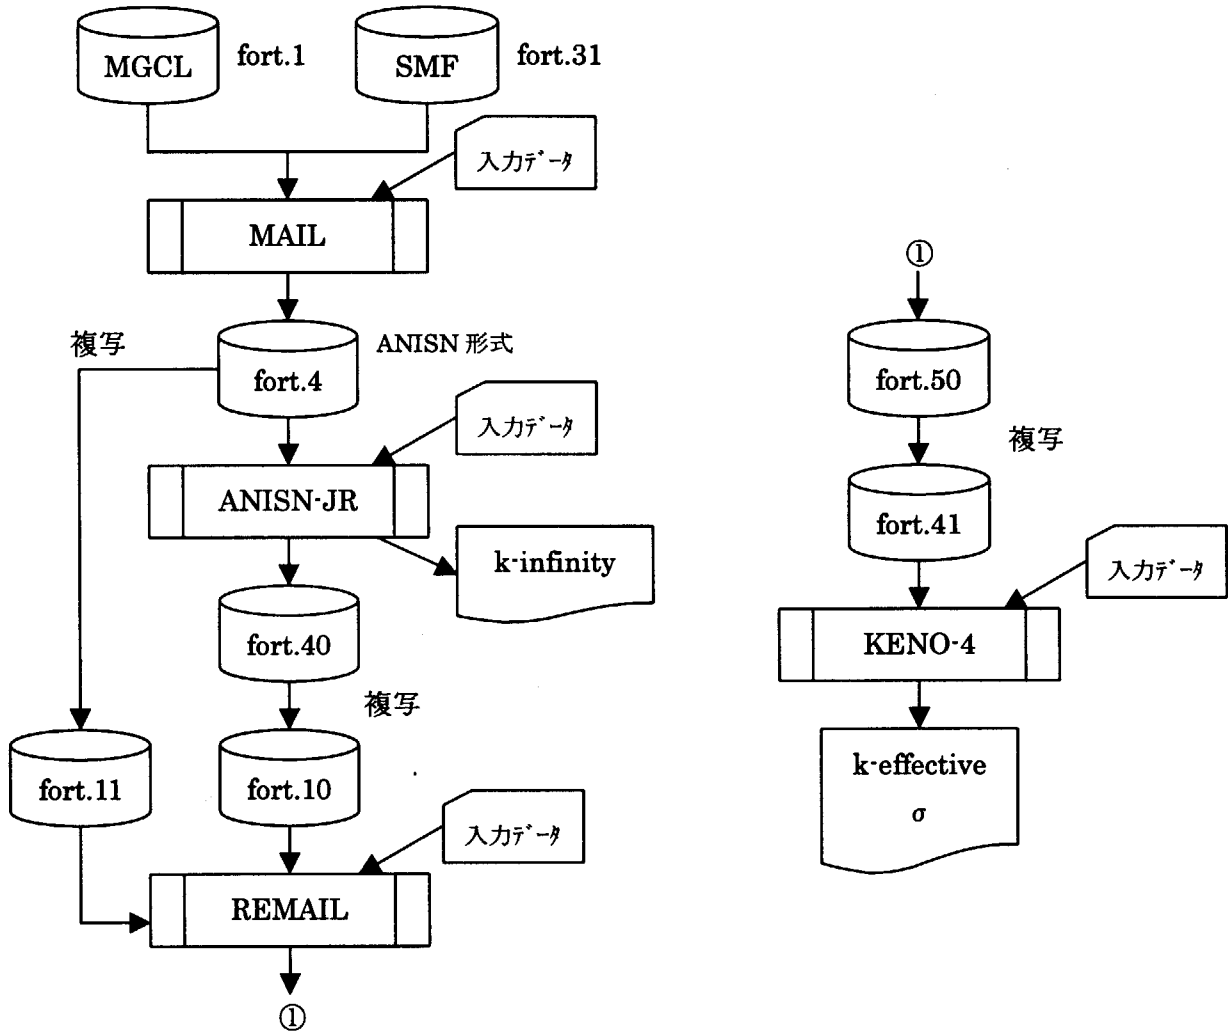 MGCL
fort.1
SMF
fort.31
入力ﾃﾞｰﾀ
MAIL
複写
ANISN 形式
fort.4
入力ﾃﾞｰﾀ
ANISN-JR
k-infinity
fort.40
複写
fort.11
fort.10
入力ﾃﾞｰﾀ
REMAIL
①
①
fort.50
複写
fort.41
入力ﾃﾞｰﾀ
KENO-4
k-effective
σ